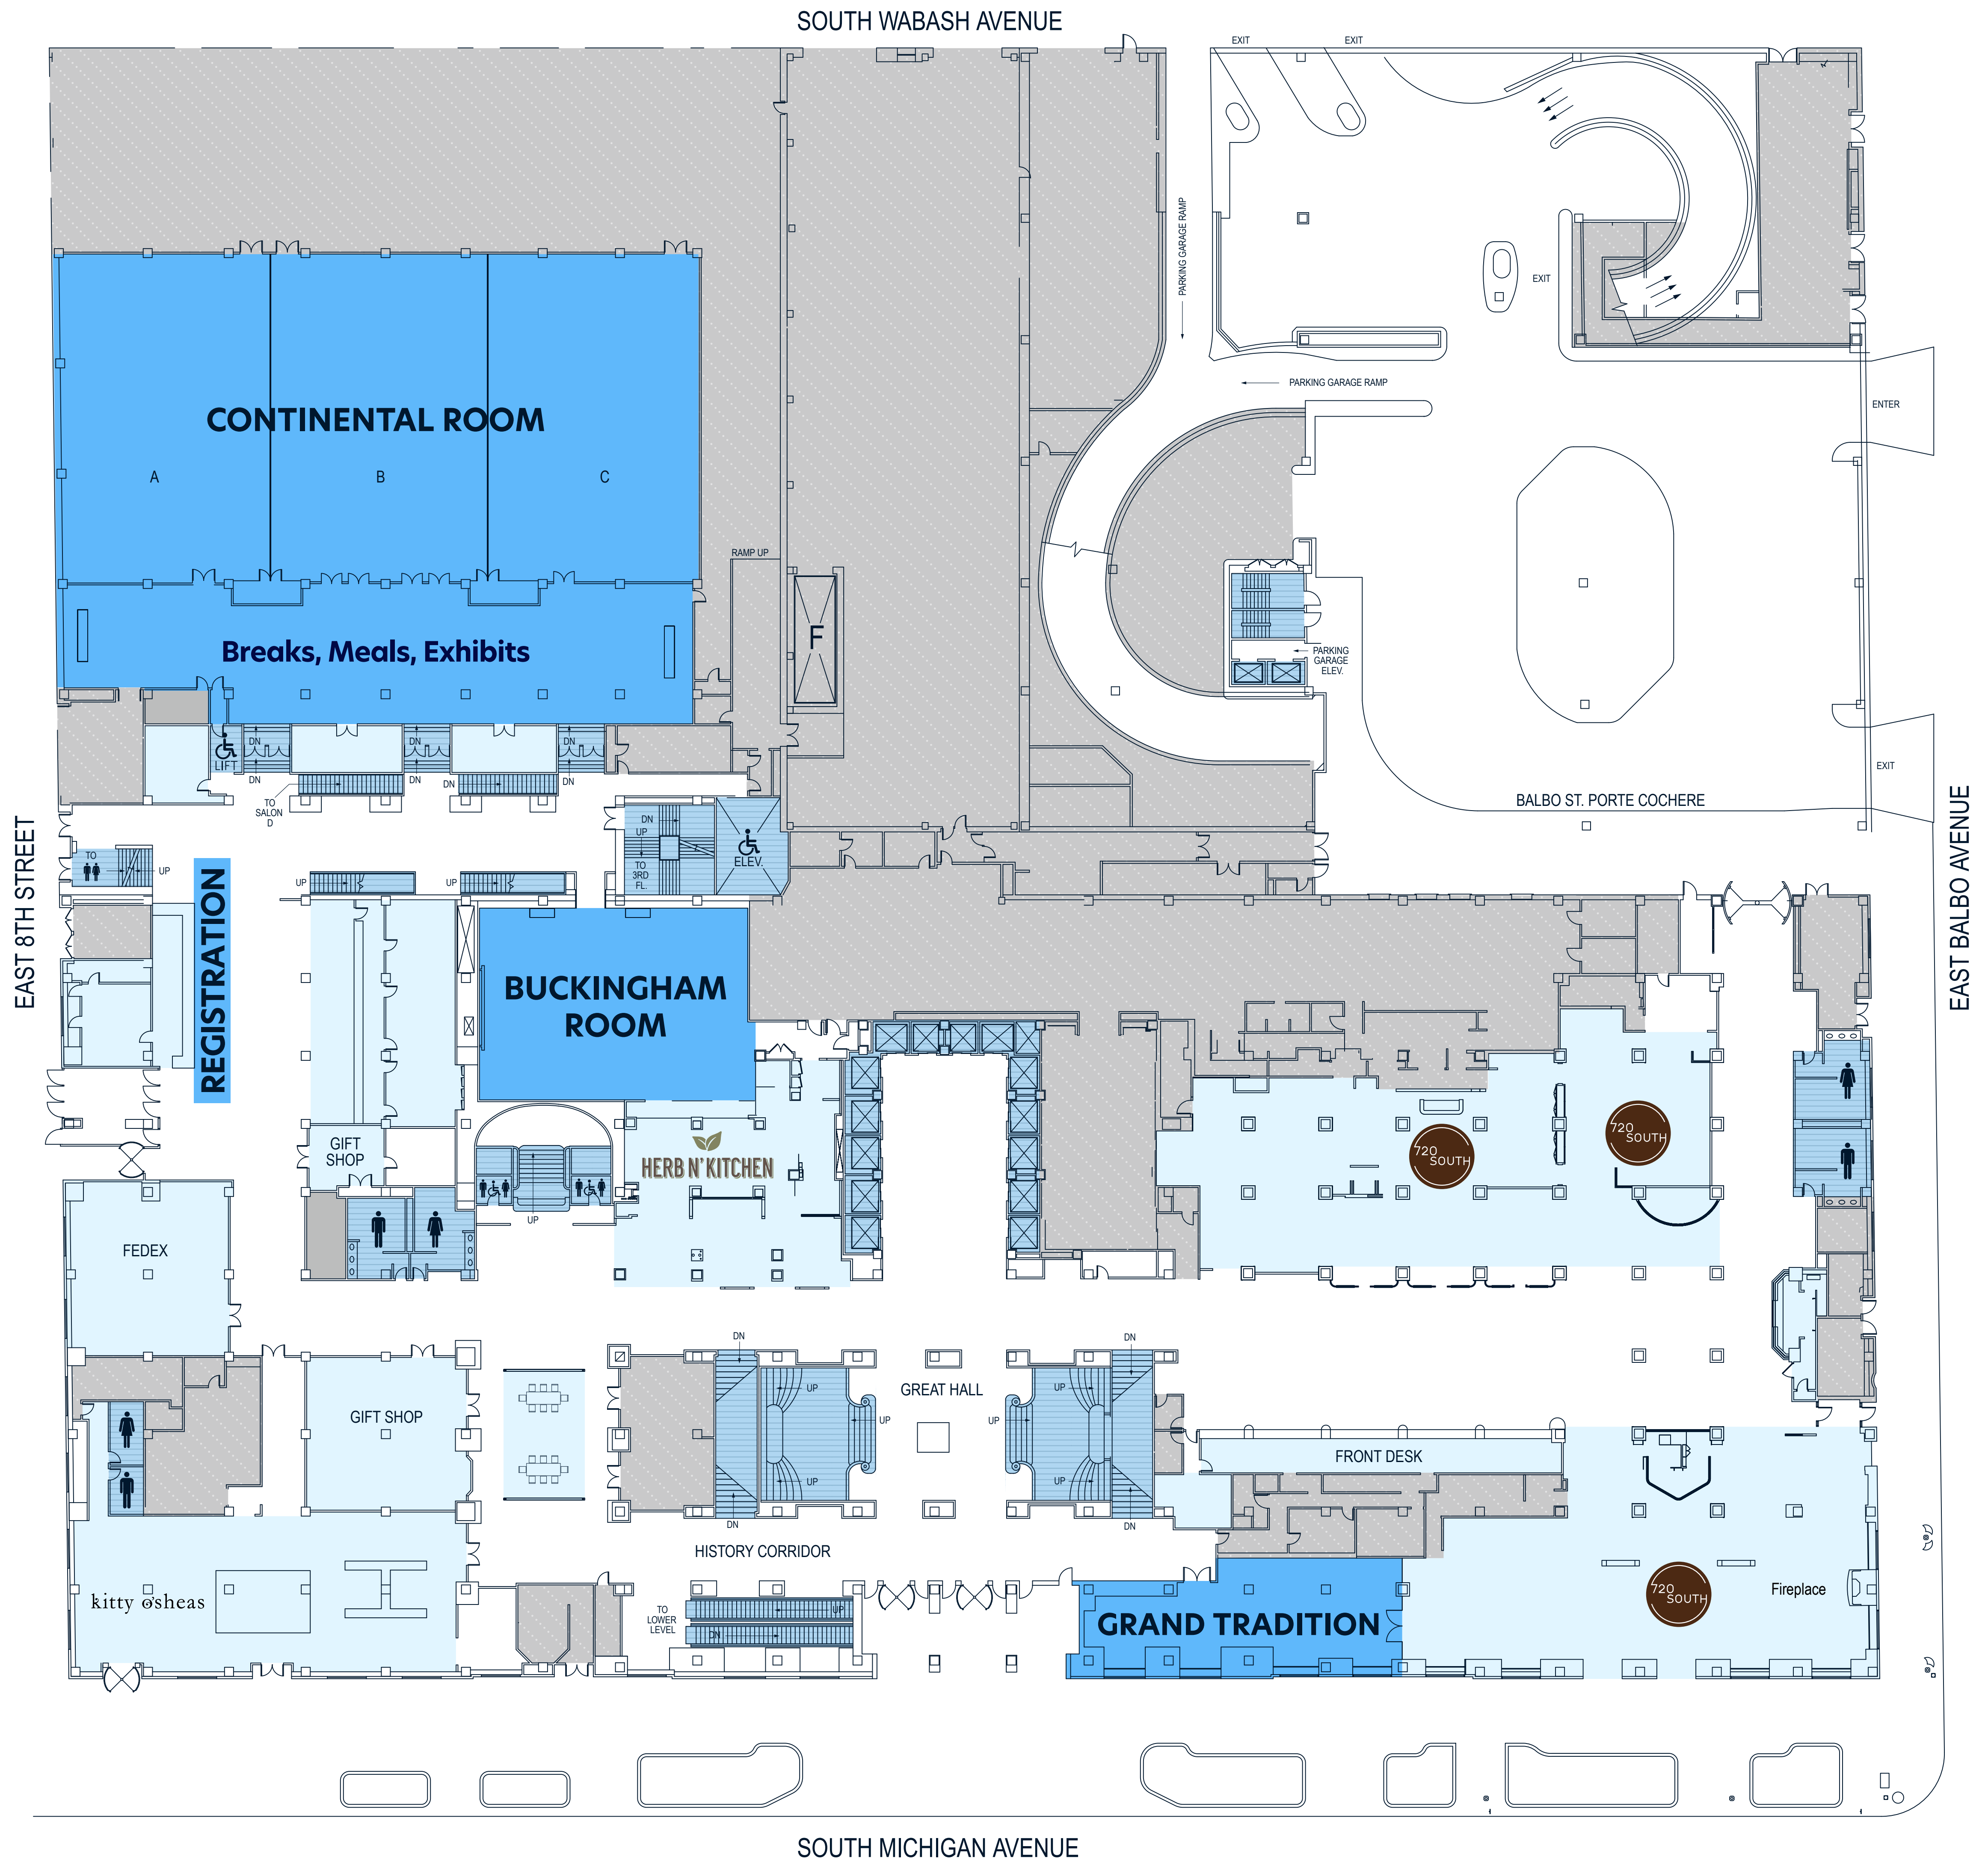 SOUTH WABASH AVENUE
EXIT
EXIT
PARKING GARAGE RAMP
EXIT
PARKING GARAGE RAMP
ENTER
CONTINENTAL ROOM
A
B
C
RAMP UP
F
Breaks, Meals, Exhibits
PARKING
GARAGE
ELEV.
LIFT
DN
DN
DN
DN
DN
DN
DN
TO
SALON
D
EXIT
BALBO ST. PORTE COCHERE
EAST 8TH STREET
EAST BALBO AVENUE
TO
UP
DN
UP
TO
3RD
FL.
ELEV.
UP
UP
REGISTRATION
BUCKINGHAM
ROOM
GIFT
SHOP
HERB N' KITCHEN
720
SOUTH
720
SOUTH
UP
FEDEX
DN
DN
UP
UP
GREAT HALL
UP
UP
GIFT SHOP
UP
UP
DN
DN
FRONT DESK
HISTORY CORRIDOR
kitty o'sheas
TO
LOWER
LEVEL
UP
DN
GRAND TRADITION
720
SOUTH
Fireplace
SOUTH MICHIGAN AVENUE